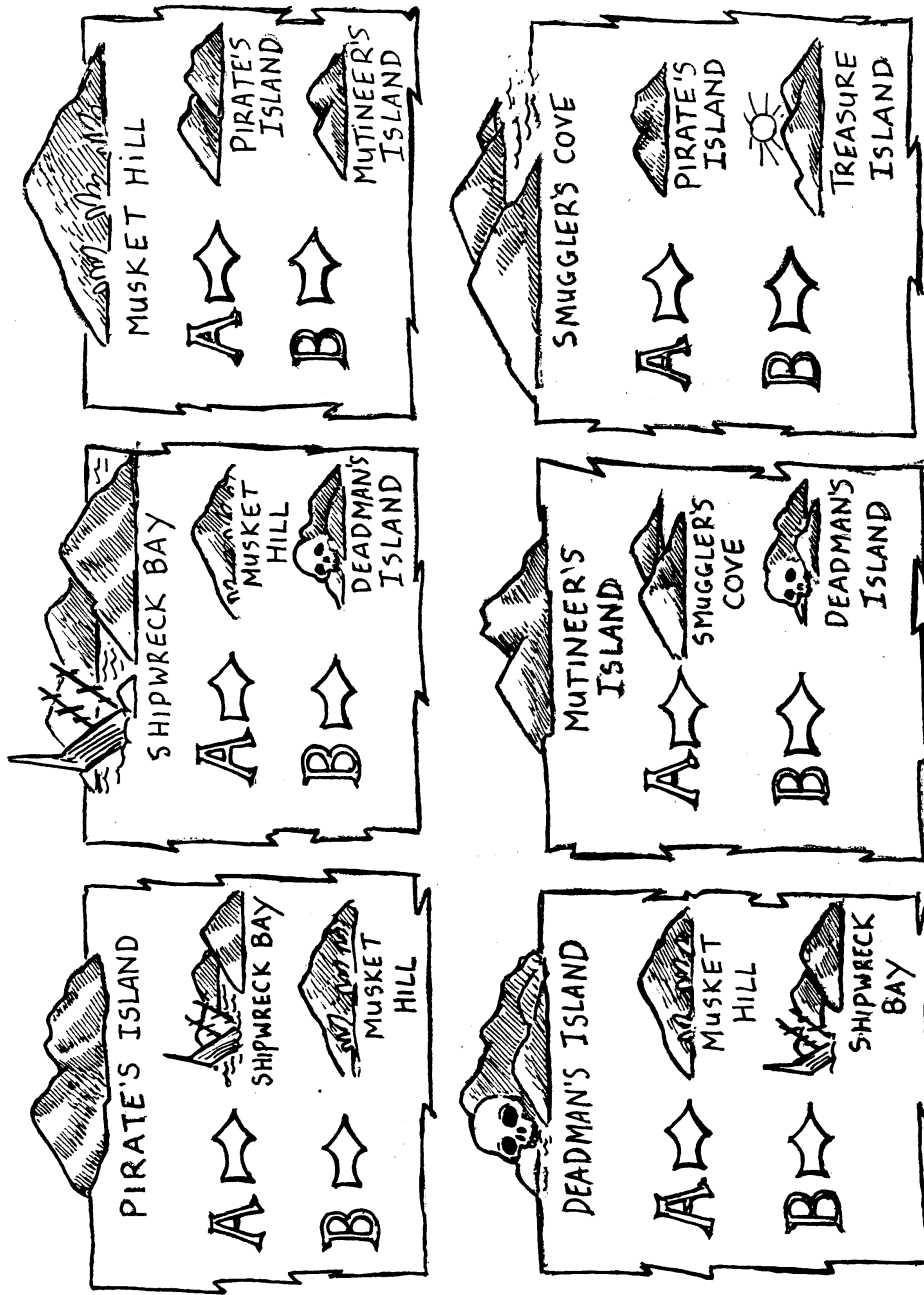 PIRATE'S ISLAND
A
SHIPWRECK BAY
B
MUSKET
HILL
SHIPWRECK BAY
A
MUSKET
HILL
B
DEADMAN'S
ISLAND
MUSKET HILL
A
PIRATE'S
ISLAND
B
MUTINEER'S
ISLAND
DEADMAN'S ISLAND
A
MUSKET
HILL
B
SHIPWRECK
BAY
MUTINEER'S
ISLAND
A
SMUGGLER'S
COVE
B
DEADMAN'S
ISLAND
SMUGGLER'S COVE
A
PIRATE'S
ISLAND
B
TREASURE
ISLAND